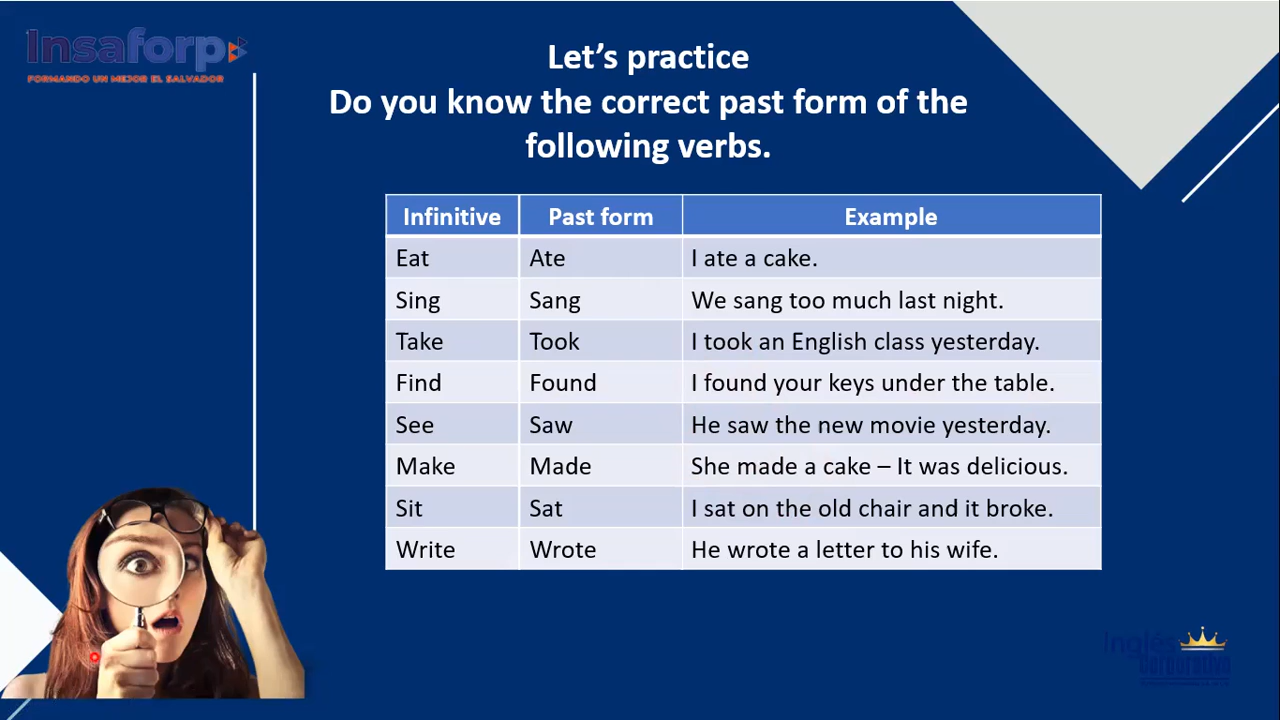 Insaforp
FORMANDO UN MEJOR EL SALVADOR
Let's practice
Do you know the correct past form of the
following verbs.
Infinitive Past form Example
Eat Ate I ate a cake.
Sing Sang We sang too much last night.
Take Took I took an English class yesterday.
Find Found I found your keys under the table.
See Saw He saw the new movie yesterday.
Make Made She made a cake – It was delicious.
Sit Sat I sat on the old chair and it broke.
Write Wrote He wrote a letter to his wife.
Inglés
Corporativo